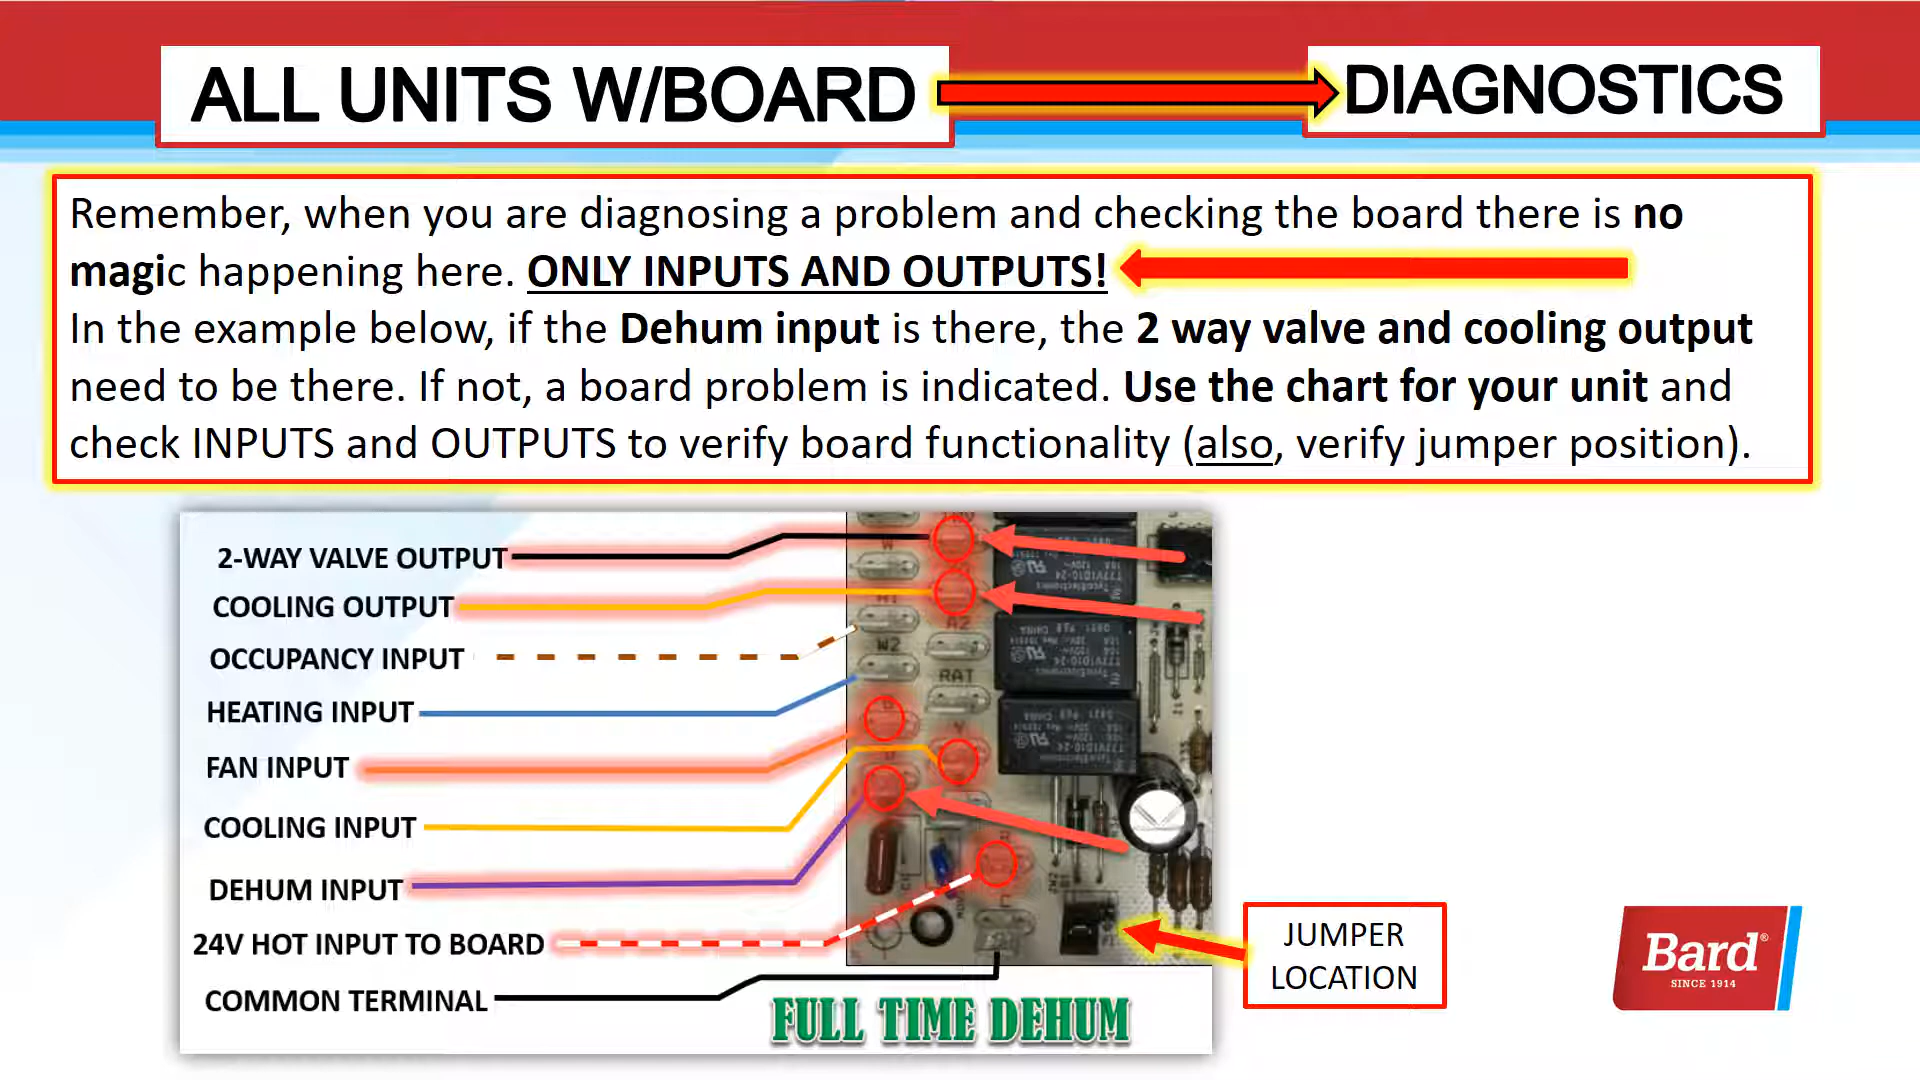 ALL UNITS W/BOARD
DIAGNOSTICS
Remember, when you are diagnosing a problem and checking the board there is no
magic happening here. ONLY INPUTS AND OUTPUTS!
In the example below, if the Dehum input is there, the 2 way valve and cooling output
need to be there. If not, a board problem is indicated. Use the chart for your unit and
check INPUTS and OUTPUTS to verify board functionality (also, verify jumper position).
2-WAY VALVE OUTPUT
COOLING OUTPUT
OCCUPANCY INPUT
HEATING INPUT
FAN INPUT
COOLING INPUT
DEHUM INPUT
24V HOT INPUT TO BOARD
COMMON TERMINAL
A2
W2
RAT
FULL TIME DEHUM
JUMPER
LOCATION
Bard®
SINCE 1914